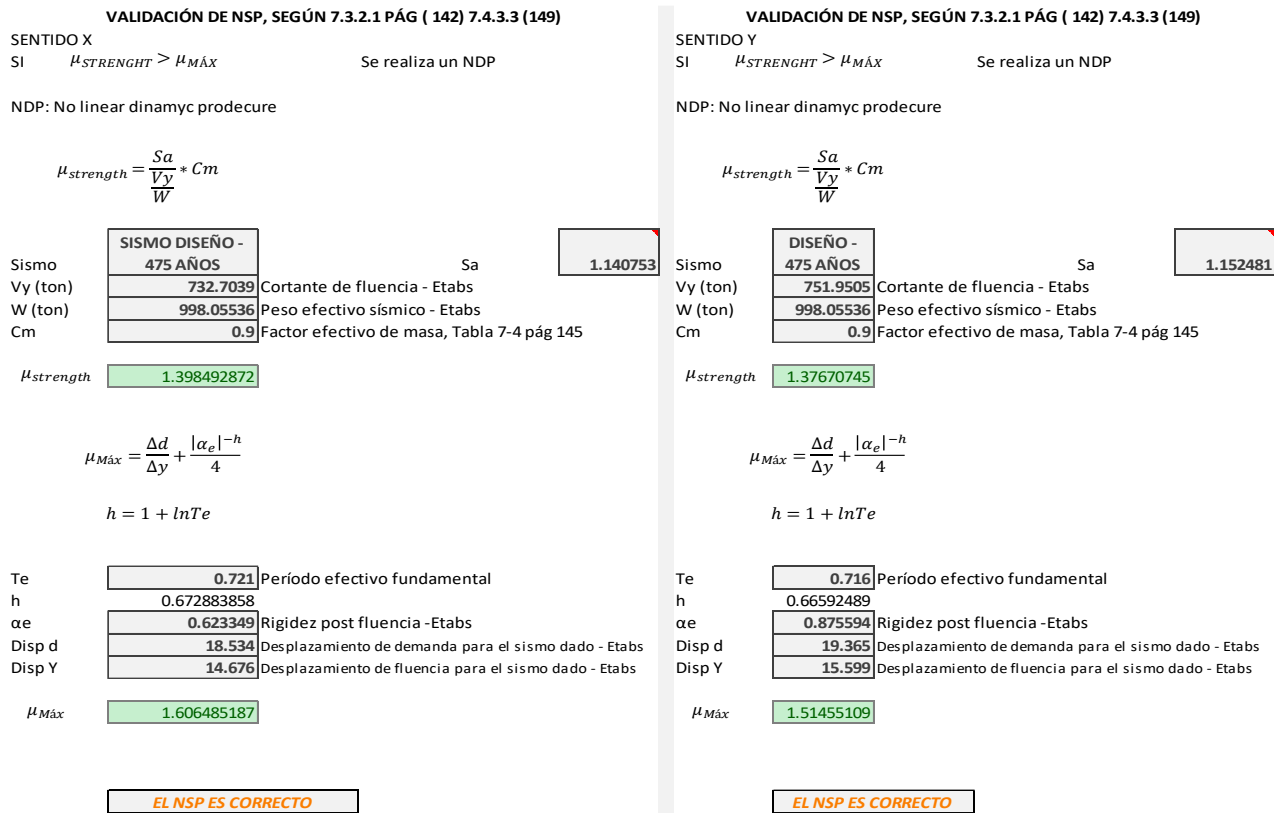 VALIDACIÓN DE NSP, SEGÚN 7.3.2.1 PÁG ( 142) 7.4.3.3 (149)
SENTIDO X
SI μSTRENGHT > μMÁX Se realiza un NDP
NDP: No linear dinamyc prodecure
μstrength = Sa / (Vy / W) * Cm
Sismo SISMO DISEÑO - 475 AÑOS Sa 1.140753
Vy (ton) 732.7039 Cortante de fluencia - Etabs
W (ton) 998.05536 Peso efectivo sísmico - Etabs
Cm 0.9 Factor efectivo de masa, Tabla 7-4 pág 145
μstrength 1.398492872
μMáx = Δd / Δy + |αe|^-h / 4
h = 1 + lnTe
Te 0.721 Período efectivo fundamental
h 0.672883858
αe 0.623349 Rigidez post fluencia -Etabs
Disp d 18.534 Desplazamiento de demanda para el sismo dado - Etabs
Disp Y 14.676 Desplazamiento de fluencia para el sismo dado - Etabs
μMáx 1.606485187
EL NSP ES CORRECTO
VALIDACIÓN DE NSP, SEGÚN 7.3.2.1 PÁG ( 142) 7.4.3.3 (149)
SENTIDO Y
SI μSTRENGHT > μMÁX Se realiza un NDP
NDP: No linear dinamyc prodecure
μstrength = Sa / (Vy / W) * Cm
Sismo DISEÑO - 475 AÑOS Sa 1.152481
Vy (ton) 751.9505 Cortante de fluencia - Etabs
W (ton) 998.05536 Peso efectivo sísmico - Etabs
Cm 0.9 Factor efectivo de masa, Tabla 7-4 pág 145
μstrength 1.37670745
μMáx = Δd / Δy + |αe|^-h / 4
h = 1 + lnTe
Te 0.716 Período efectivo fundamental
h 0.66592489
αe 0.875594 Rigidez post fluencia -Etabs
Disp d 19.365 Desplazamiento de demanda para el sismo dado - Etabs
Disp Y 15.599 Desplazamiento de fluencia para el sismo dado - Etabs
μMáx 1.51455109
EL NSP ES CORRECTO